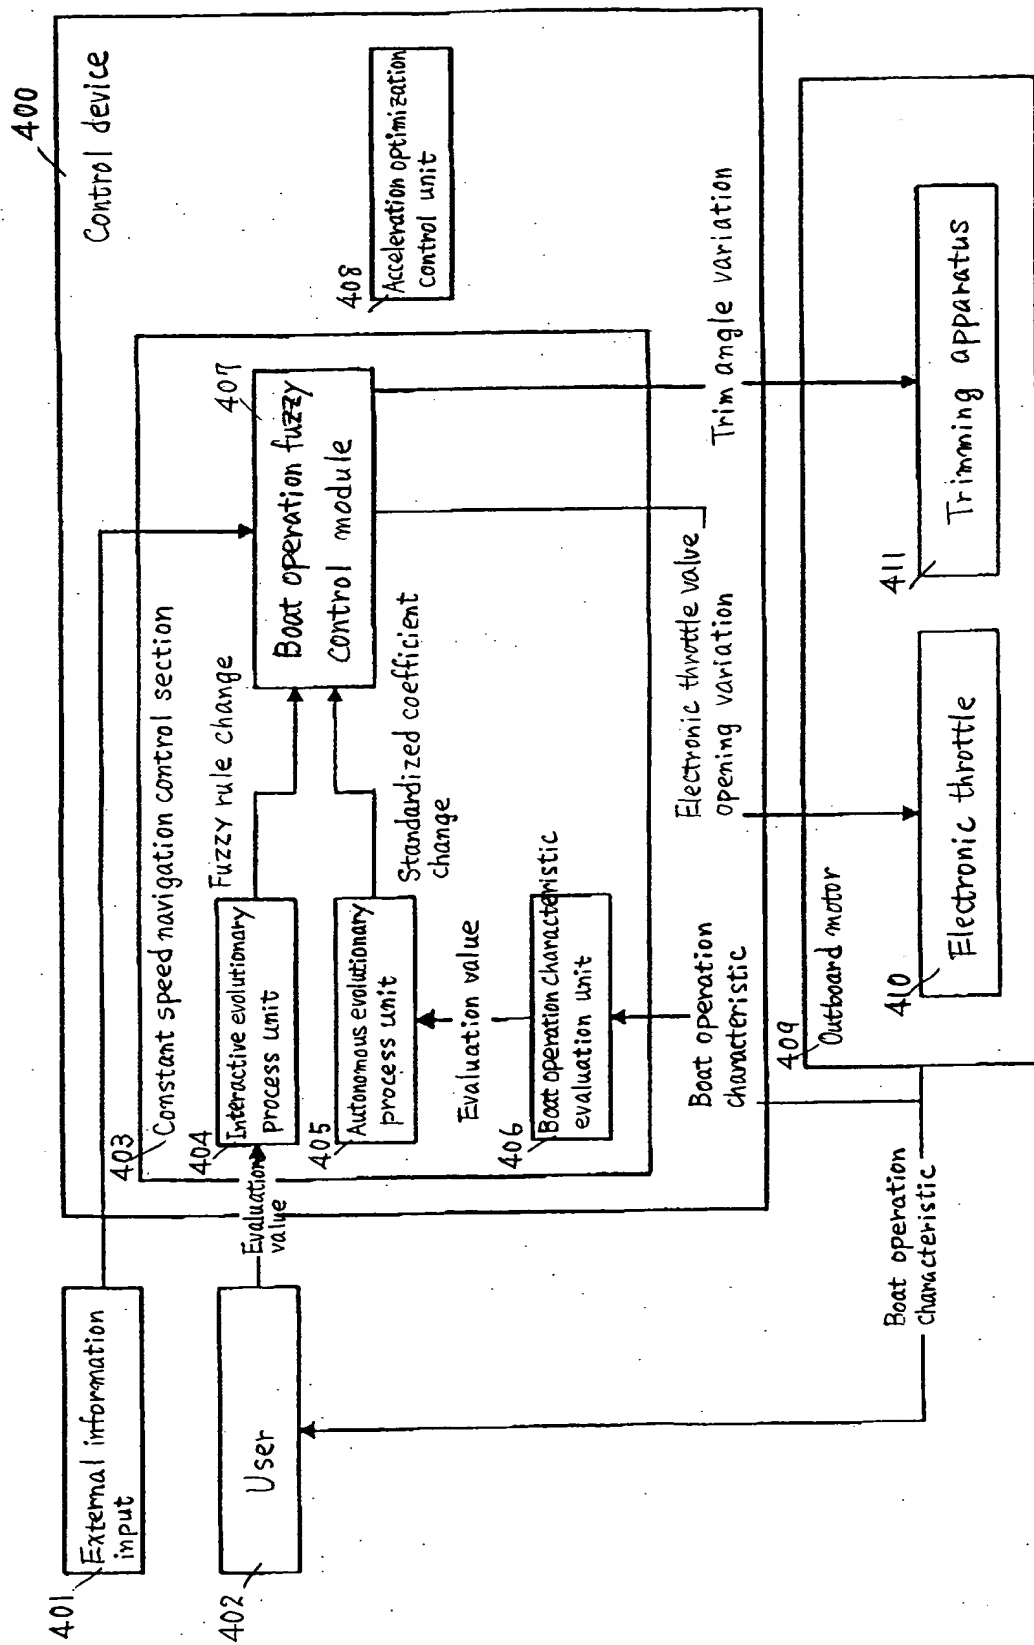 400
Control device
408
Acceleration optimization
control unit
403
Constant speed navigation control section
407
Boat operation fuzzy
control module
Fuzzy rule change
404
Interactive evolutionary
process unit
405
Autonomous evolutionary
process unit
Standardized coefficient
change
Evaluation value
406
Boat operation characteristic
evaluation unit
401
External information
input
402
User
Evaluation
value
Trim angle variation
Electronic throttle value
opening variation
Boat operation
characteristic
Boat operation
characteristic
409
Outboard motor
410
Electronic throttle
411
Trimming apparatus